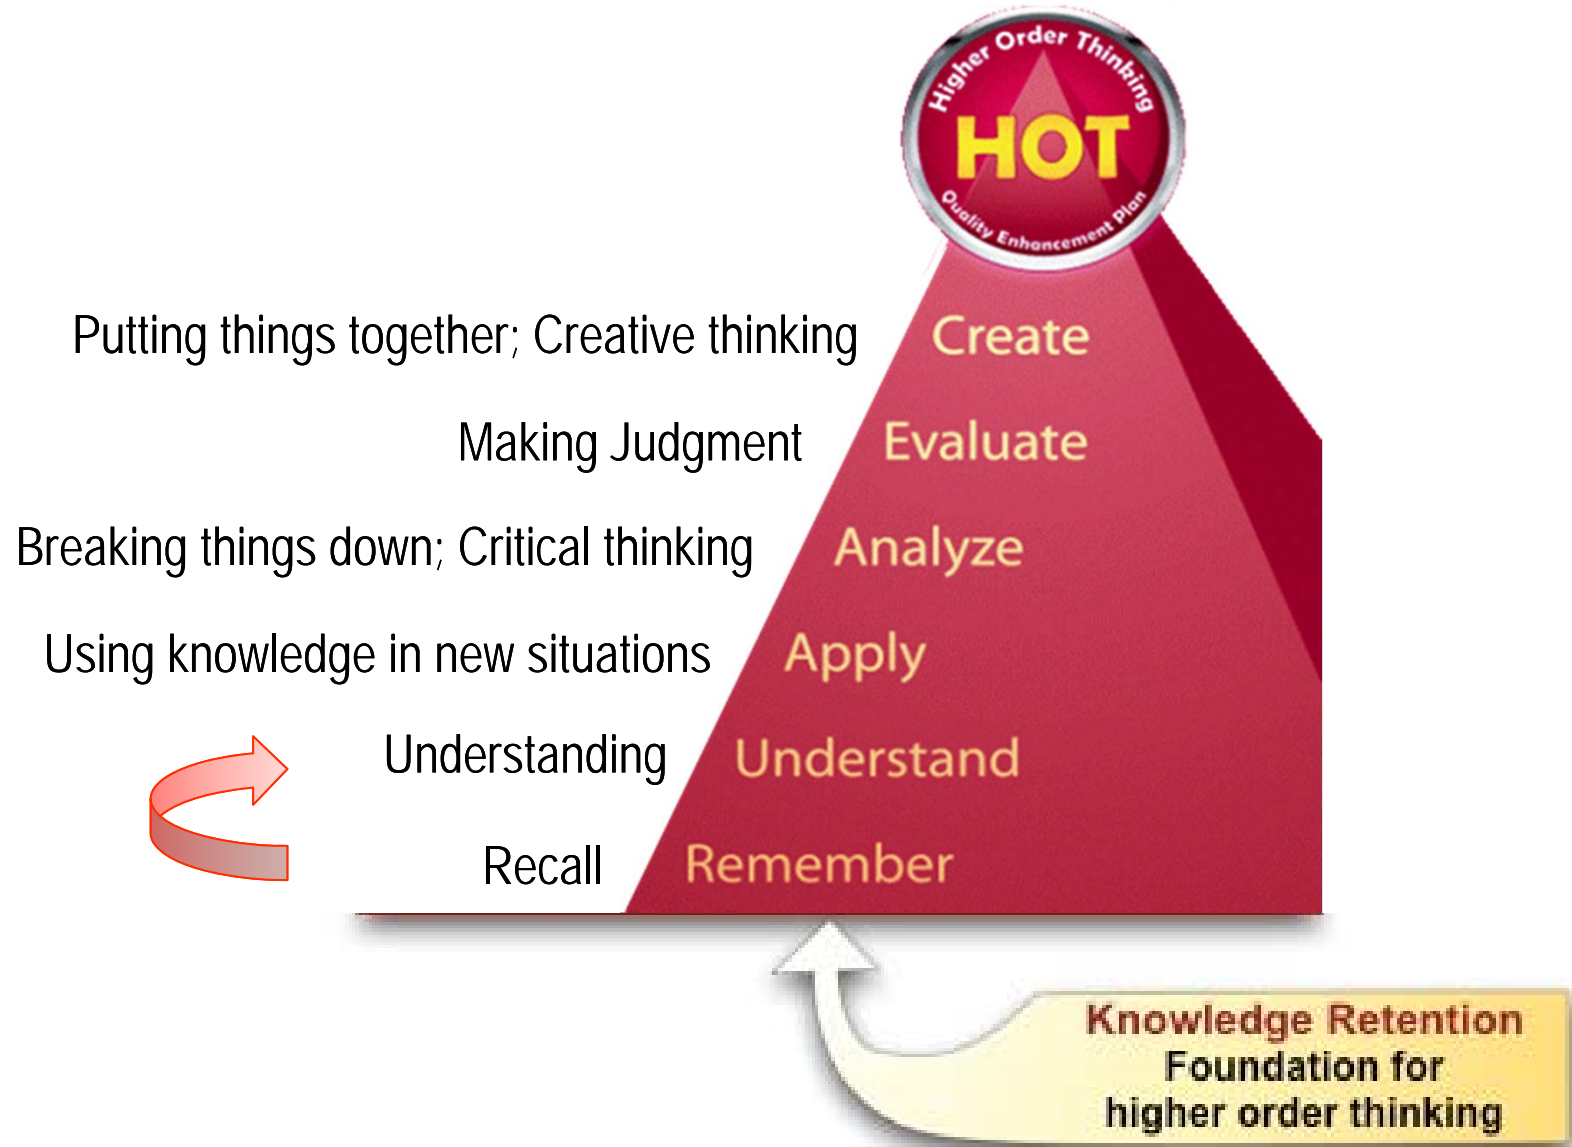 Higher Order Thinking
HOT
Quality Enhancement Plan
Putting things together; Creative thinking Create
Making Judgment Evaluate
Breaking things down; Critical thinking Analyze
Using knowledge in new situations Apply
Understanding Understand
Recall Remember
Knowledge Retention
Foundation for
higher order thinking